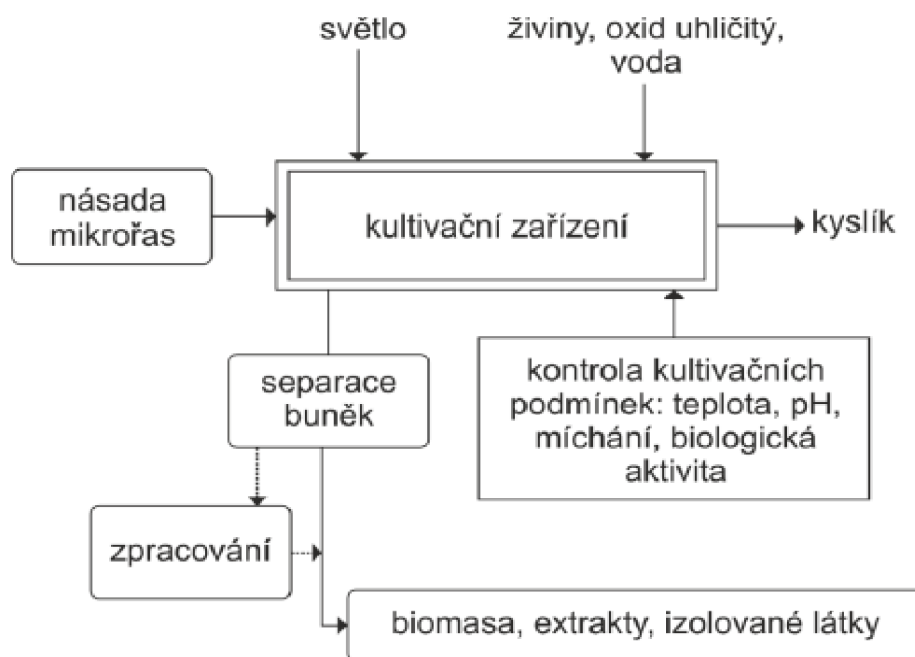 světlo
živiny, oxid uhličitý,
voda
násada
mikrořas
kultivační zařízení
kyslík
separace
buněk
kontrola kultivačních
podmínek: teplota, pH,
míchání, biologická
aktivita
zpracování
biomasa, extrakty, izolované látky